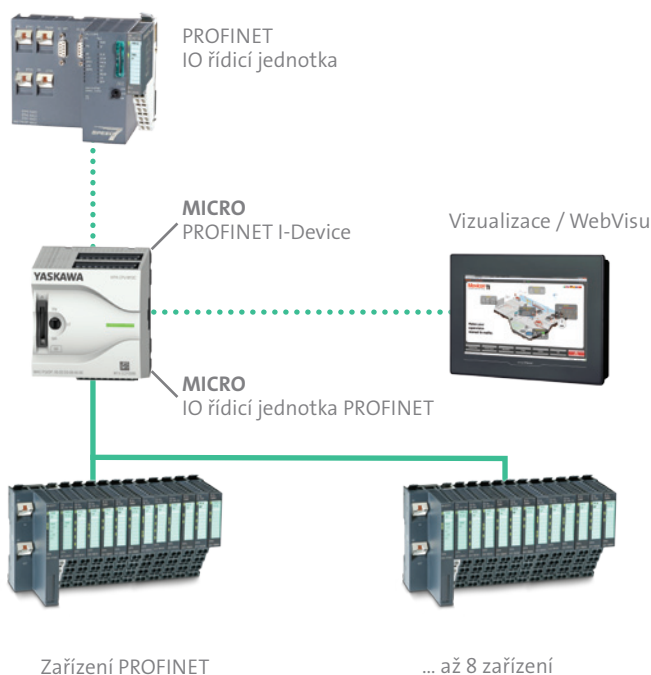 PROFINET
IO řídicí jednotka
MICRO
PROFINET I-Device
Vizualizace / WebVisu
YASKAWA
MICRO
IO řídicí jednotka PROFINET
Zařízení PROFINET
... až 8 zařízení